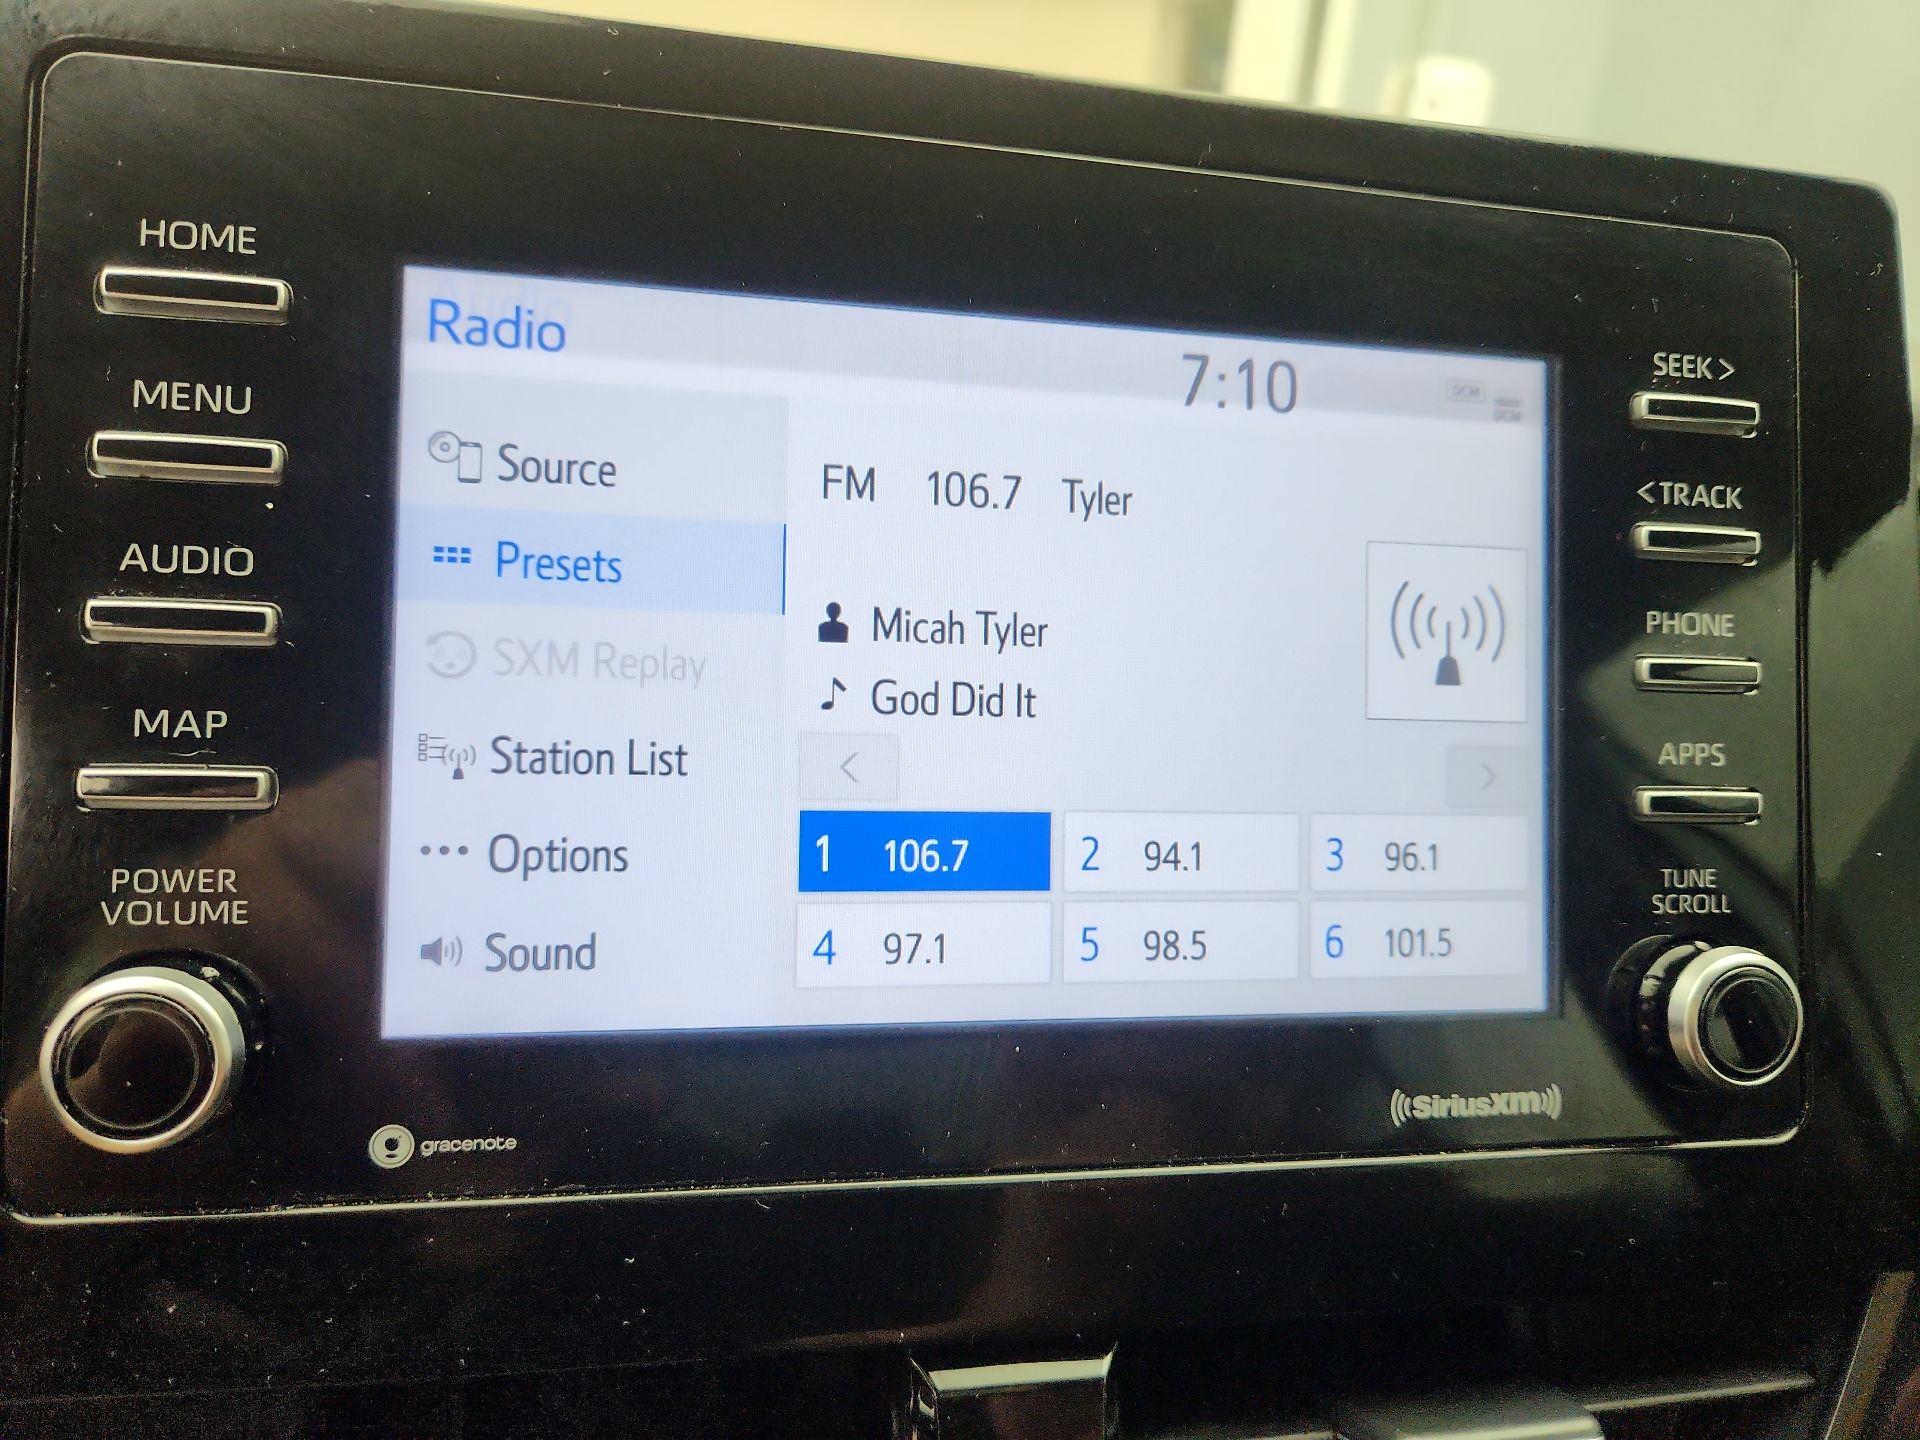 HOME
MENU
AUDIO
MAP
POWER
VOLUME
Radio
7:10
DCM
DCM
Source
Presets
SXM Replay
Station List
Options
Sound
FM 106.7 Tyler
Micah Tyler
God Did It
<
>
1 106.7
2 94.1
3 96.1
4 97.1
5 98.5
6 101.5
SEEK >
< TRACK
PHONE
APPS
TUNE
SCROLL
gracenote
((SiriusXM))